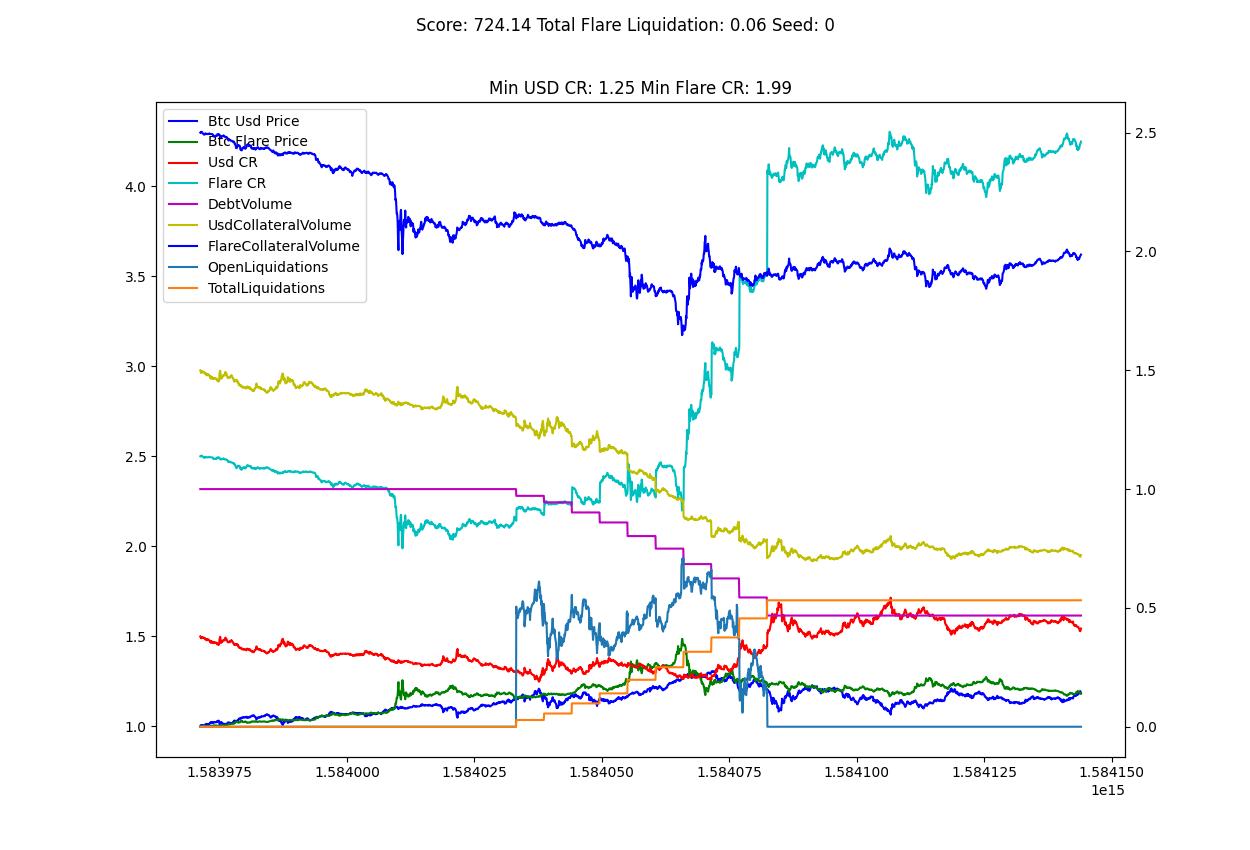 Score: 724.14 Total Flare Liquidation: 0.06 Seed: 0
Min USD CR: 1.25 Min Flare CR: 1.99
Btc Usd Price
Btc Flare Price
Usd CR
Flare CR
DebtVolume
UsdCollateralVolume
FlareCollateralVolume
OpenLiquidations
TotalLiquidations
4.0
3.5
3.0
2.5
2.0
1.5
1.0
2.5
2.0
1.5
1.0
0.5
0.0
1.583975 1.584000 1.584025 1.584050 1.584075 1.584100 1.584125 1.584150
1e15